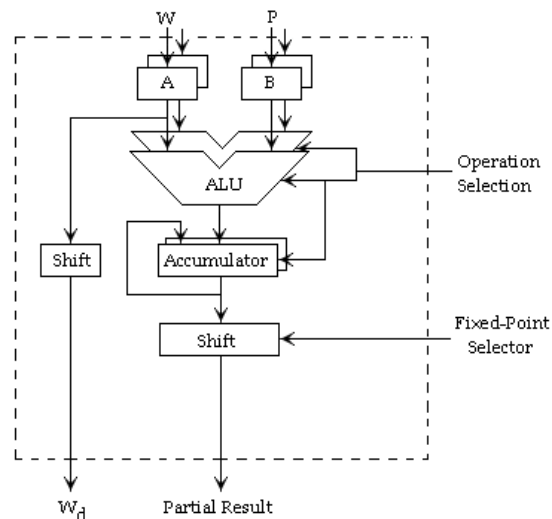 W P
A B
ALU
Operation
Selection
Shift Accumulator
Fixed-Point
Selector
Shift
Wd Partial Result